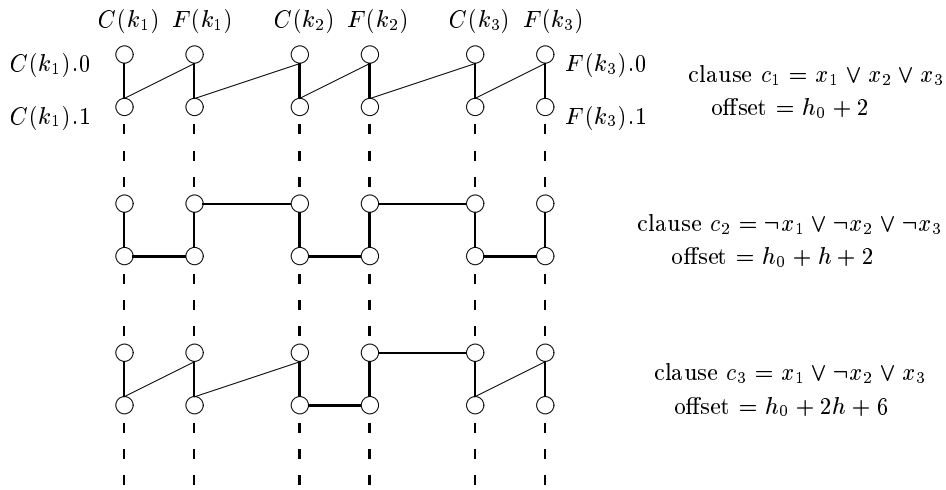 C(k₁) F(k₁) C(k₂) F(k₂) C(k₃) F(k₃)
C(k₁).0 F(k₃).0
clause c₁ = x₁ ∨ x₂ ∨ x₃
C(k₁).1 F(k₃).1
offset = h₀ + 2
clause c₂ = ¬x₁ ∨ ¬x₂ ∨ ¬x₃
offset = h₀ + h + 2
clause c₃ = x₁ ∨ ¬x₂ ∨ x₃
offset = h₀ + 2h + 6